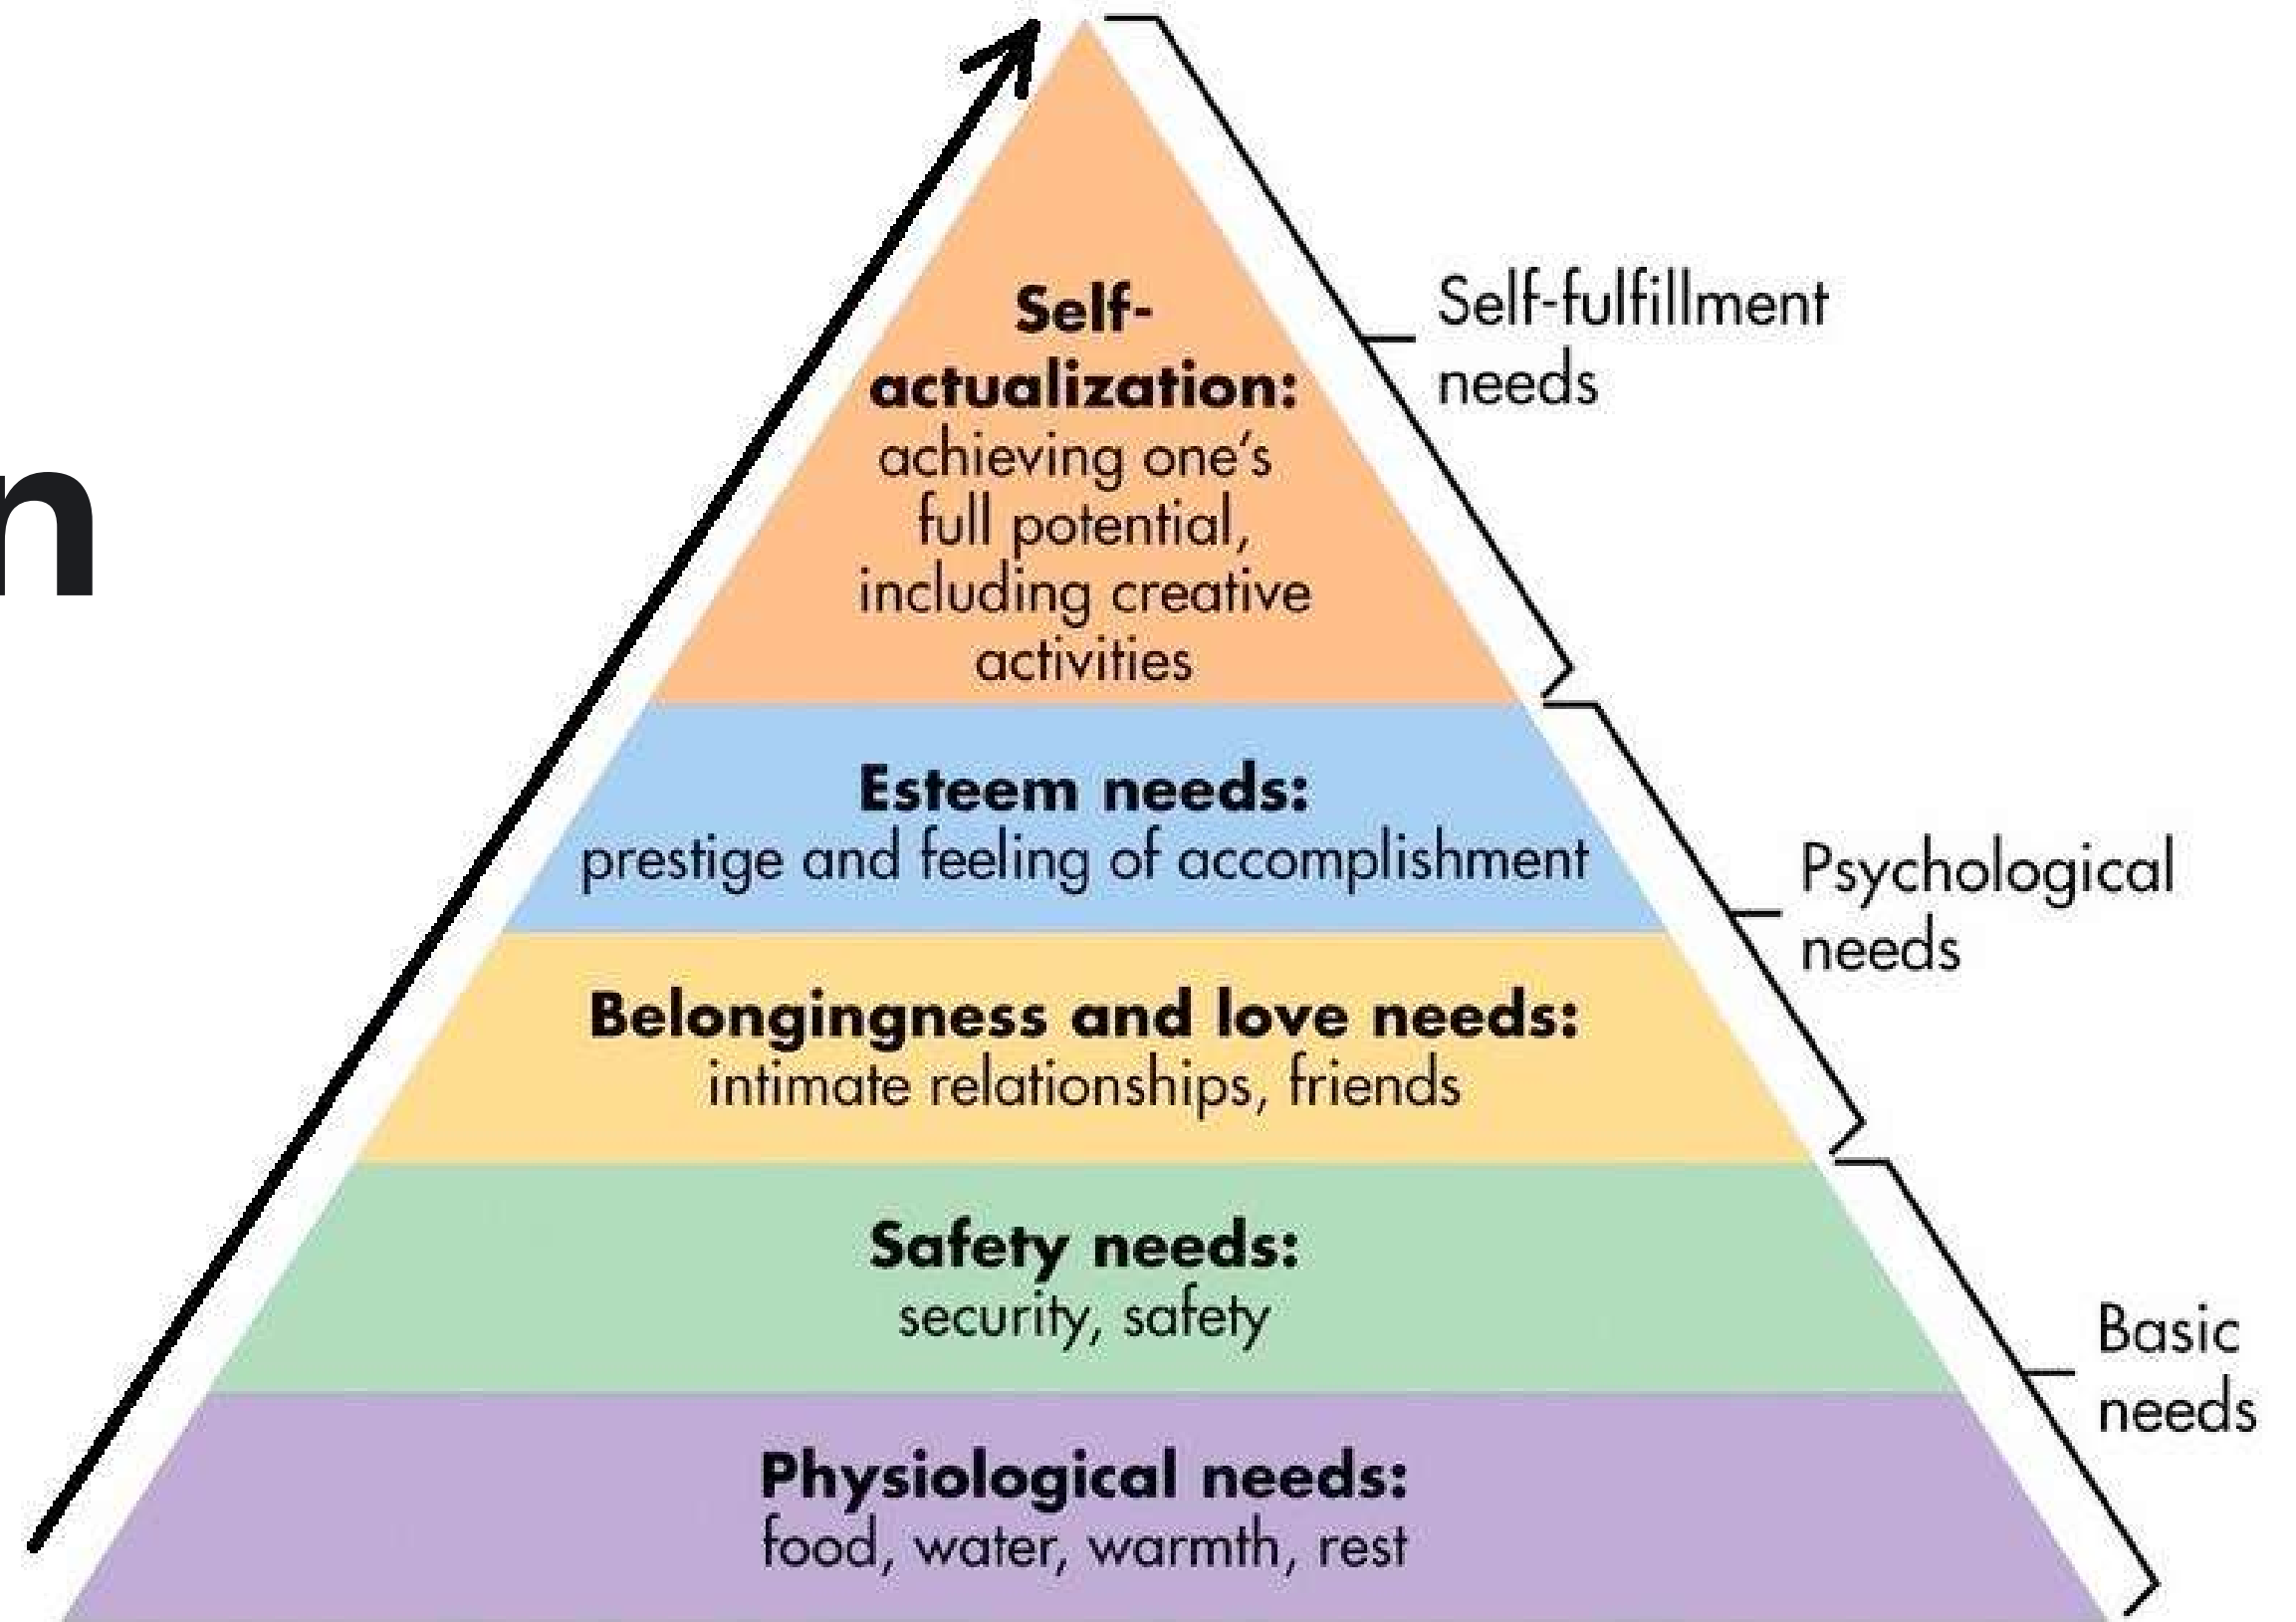 Self-
actualization:
achieving one's
full potential,
including creative
activities
Self-fulfillment
needs
n
Esteem needs:
prestige and feeling of accomplishment
Psychological
needs
Belongingness and love needs:
intimate relationships, friends
Safety needs:
security, safety
Basic
needs
Physiological needs:
food, water, warmth, rest